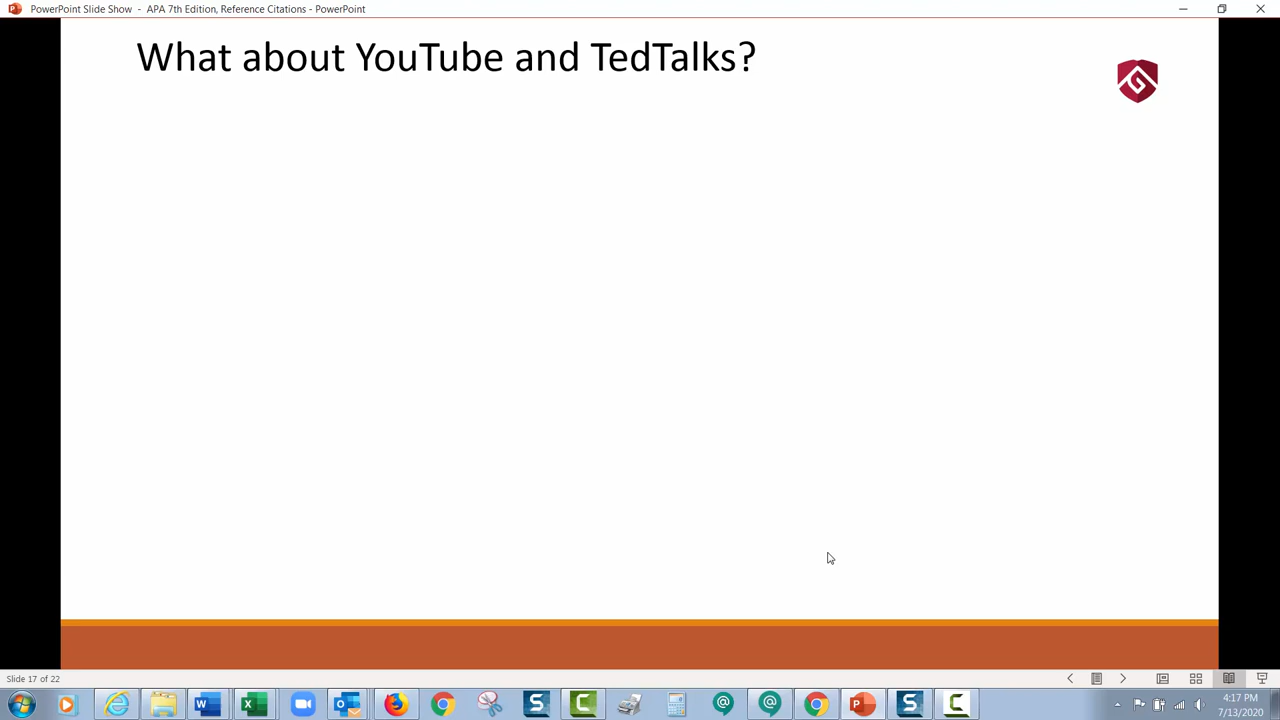 PowerPoint Slide Show - APA 7th Edition, Reference Citations - PowerPoint
What about YouTube and TedTalks?
Slide 17 of 22
4:17 PM
7/13/2020